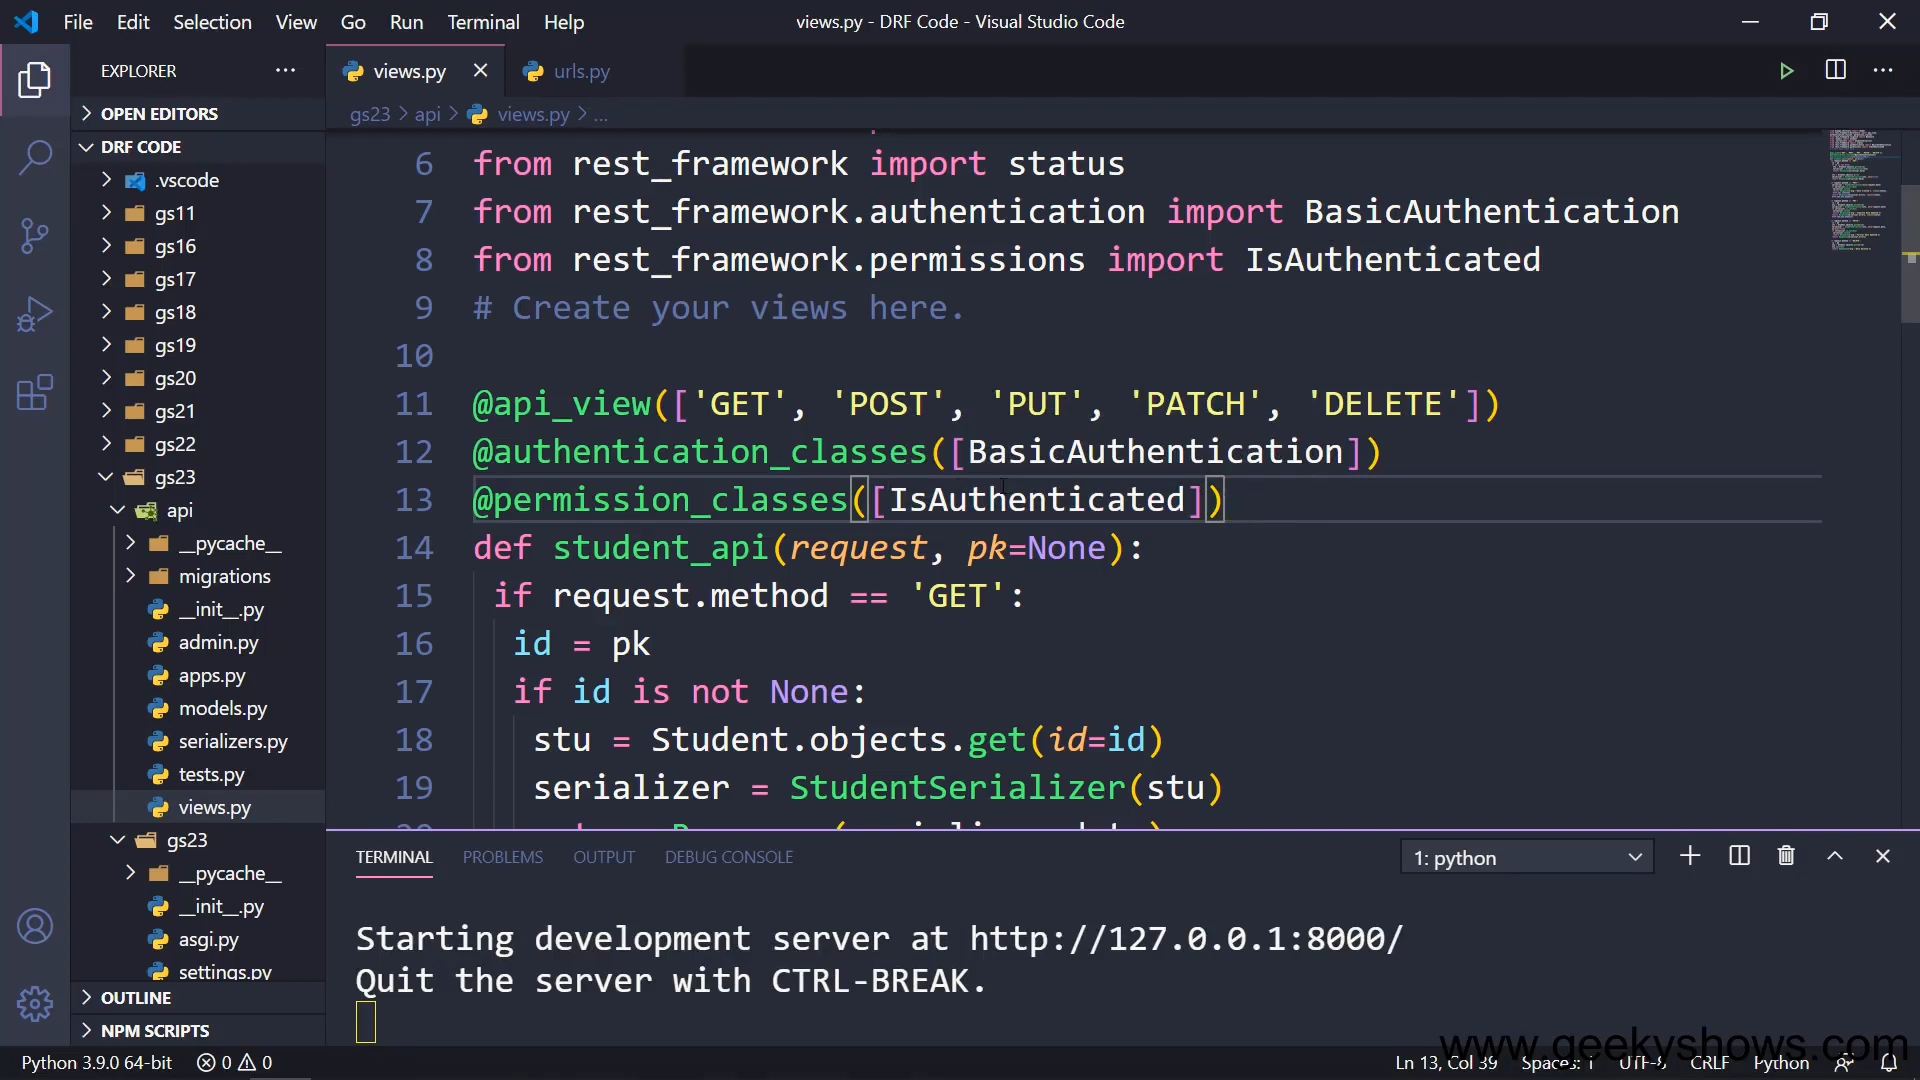 File Edit Selection View Go Run Terminal Help
views.py - DRF Code - Visual Studio Code
EXPLORER
OPEN EDITORS
DRF CODE
.vscode
gs11
gs16
gs17
gs18
gs19
gs20
gs21
gs22
gs23
api
__pycache__
migrations
__init__.py
admin.py
apps.py
models.py
serializers.py
tests.py
views.py
gs23
__pycache__
__init__.py
asgi.py
settings.py
OUTLINE
NPM SCRIPTS
views.py
urls.py
gs23 > api > views.py > ...
6 from rest_framework import status
7 from rest_framework.authentication import BasicAuthentication
8 from rest_framework.permissions import IsAuthenticated
9 # Create your views here.
10
11 @api_view(['GET', 'POST', 'PUT', 'PATCH', 'DELETE'])
12 @authentication_classes([BasicAuthentication])
13 @permission_classes([IsAuthenticated])
14 def student_api(request, pk=None):
15 if request.method == 'GET':
16 id = pk
17 if id is not None:
18 stu = Student.objects.get(id=id)
19 serializer = StudentSerializer(stu)
TERMINAL PROBLEMS OUTPUT DEBUG CONSOLE
1: python
Starting development server at http://127.0.0.1:8000/
Quit the server with CTRL-BREAK.
www.geekyshows.com
Python 3.9.0 64-bit 0 0
Ln 13, Col 39 Spaces: 1 UTF-8 CRLF Python